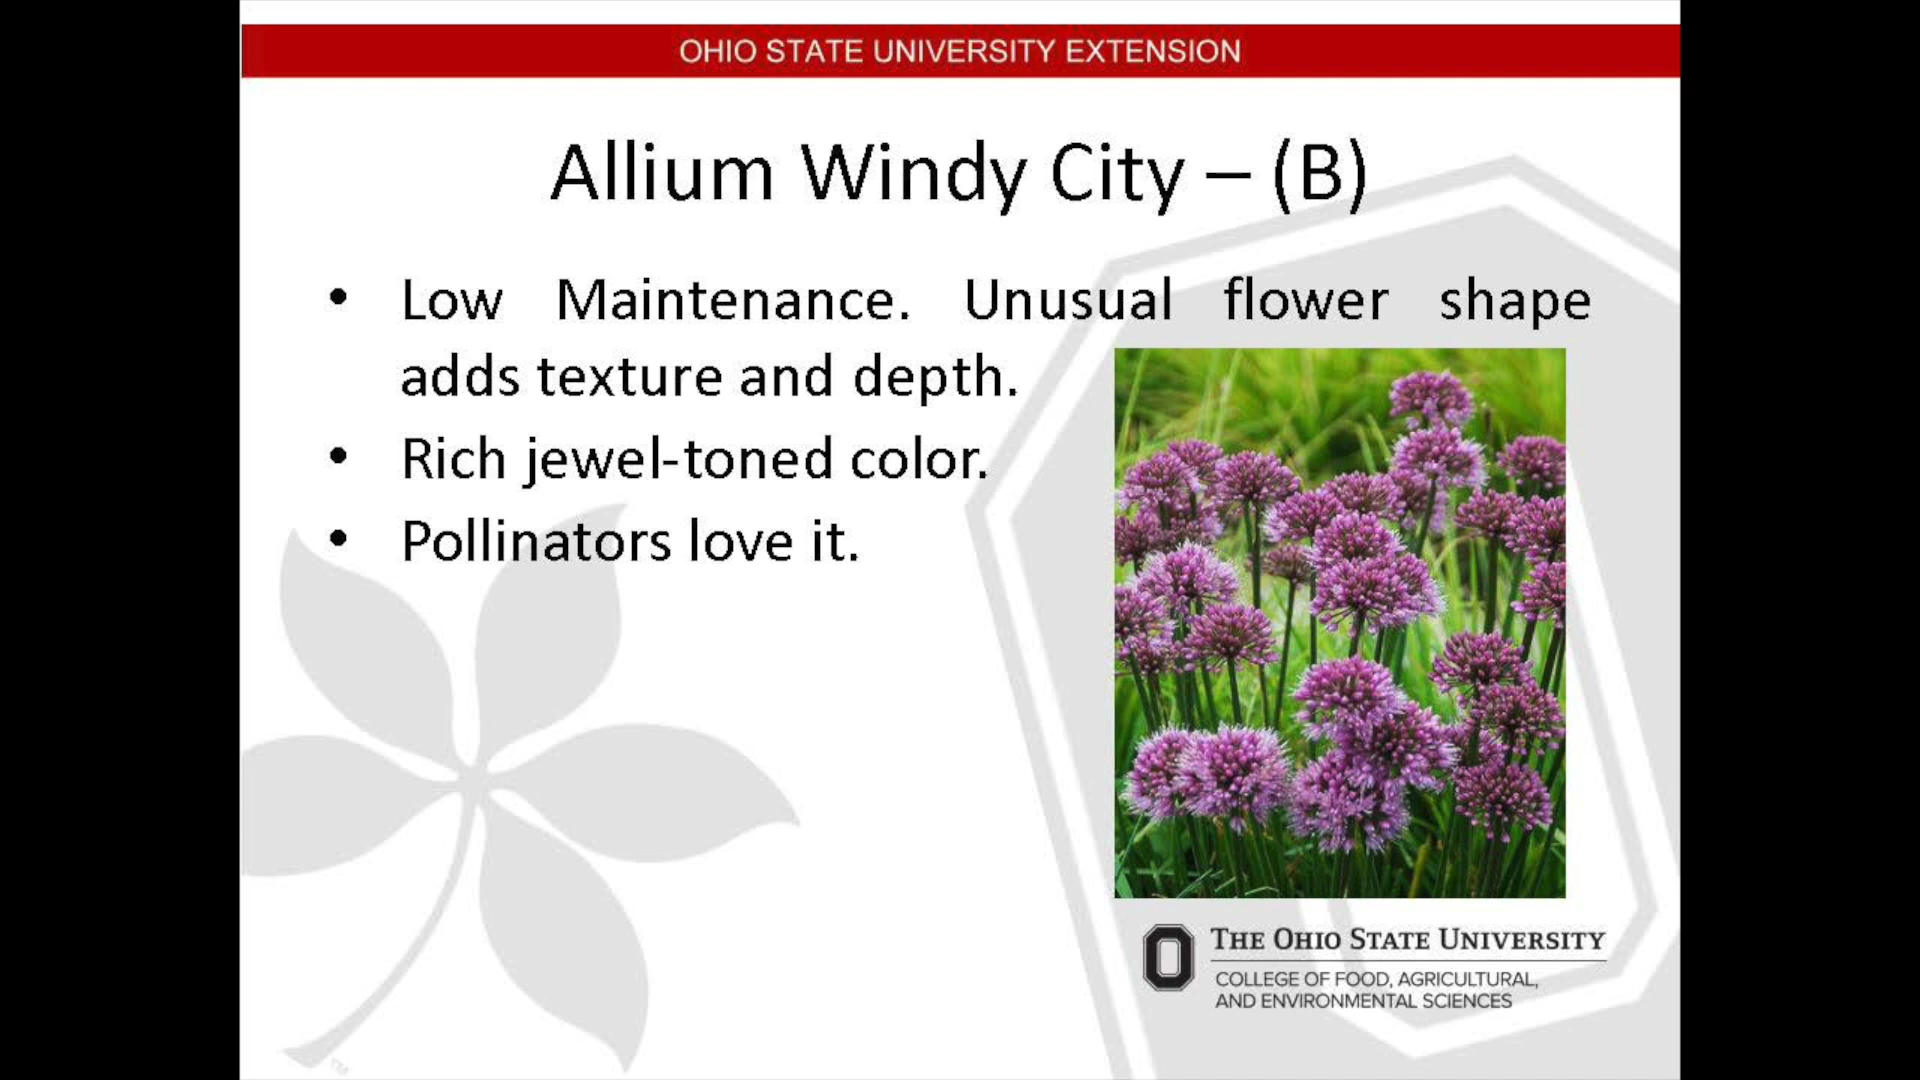 OHIO STATE UNIVERSITY EXTENSION
Allium Windy City – (B)
• Low Maintenance. Unusual flower shape
adds texture and depth.
• Rich jewel-toned color.
• Pollinators love it.
THE OHIO STATE UNIVERSITY
COLLEGE OF FOOD, AGRICULTURAL,
AND ENVIRONMENTAL SCIENCES
TM